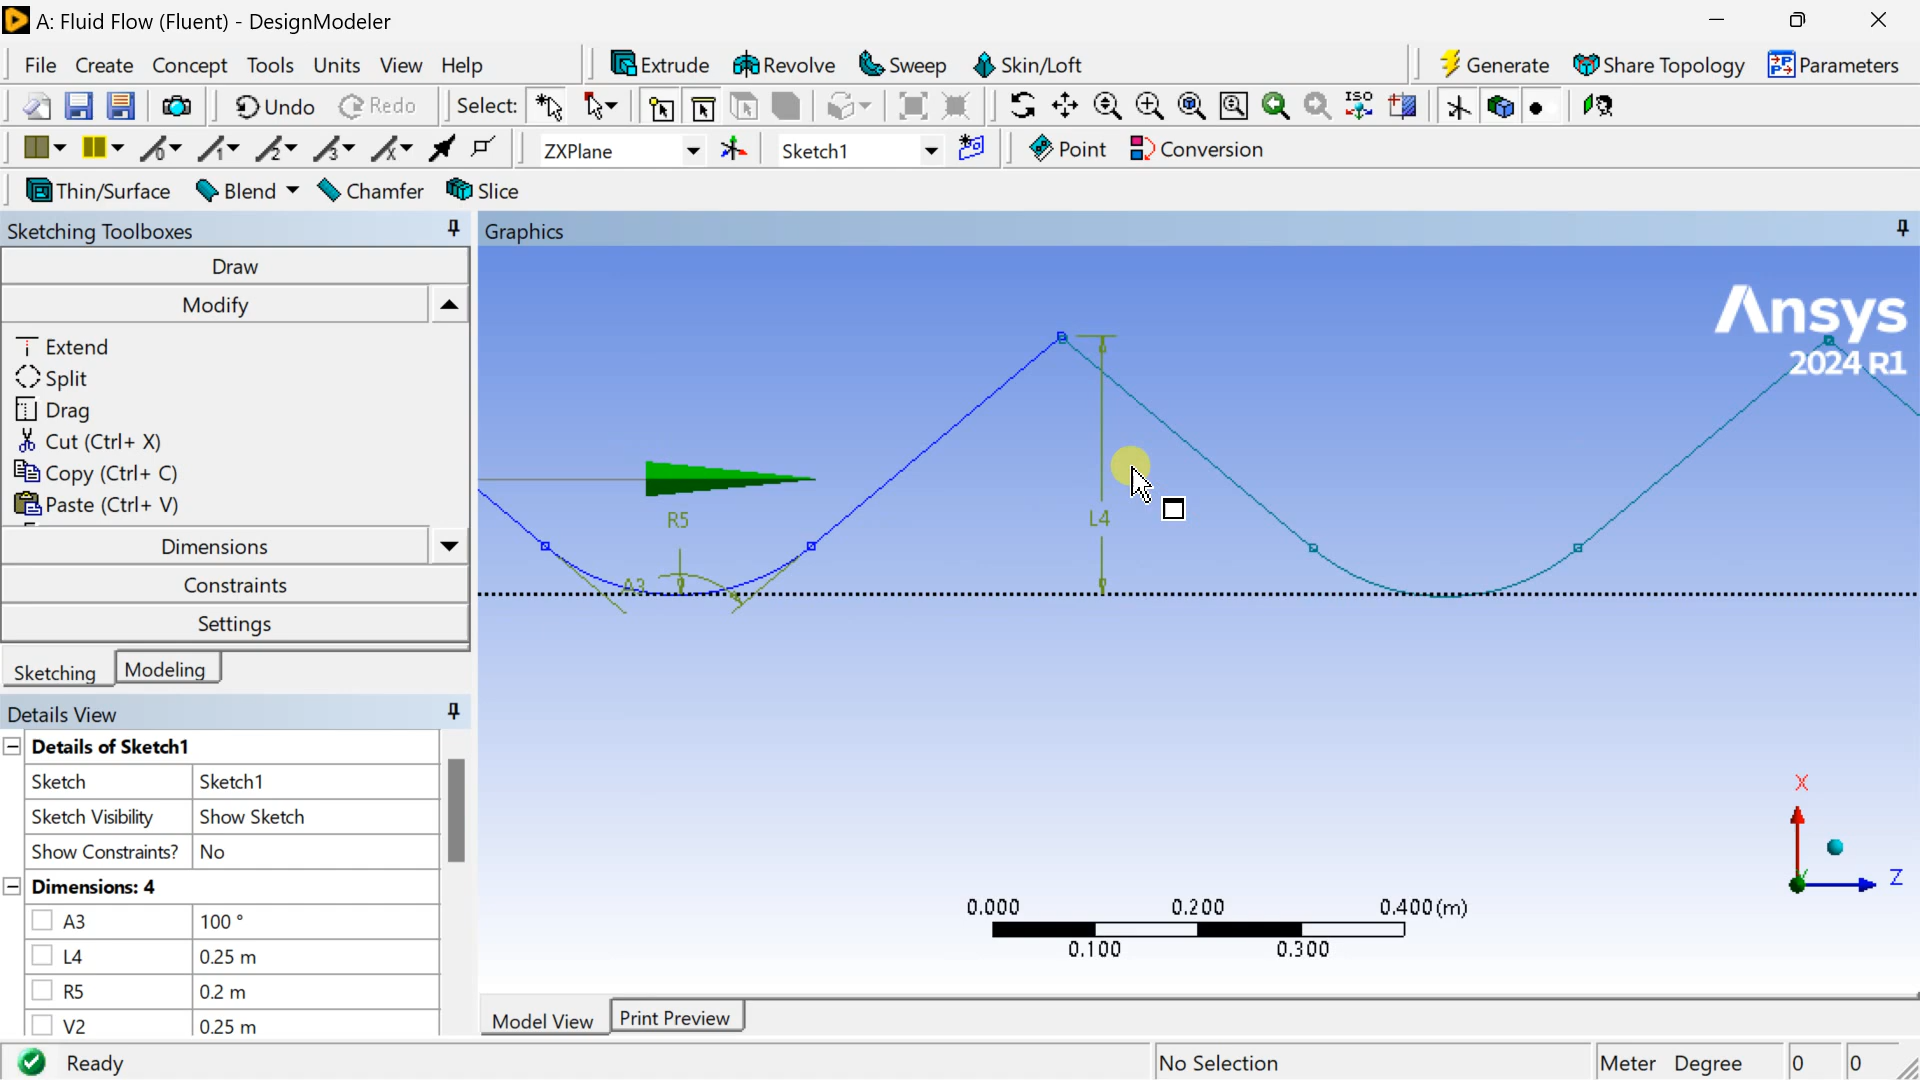 A: Fluid Flow (Fluent) - DesignModeler
File Create Concept Tools Units View Help
Extrude Revolve Sweep Skin/Loft
Generate Share Topology Parameters
Undo Redo Select: ISO
ZXPlane Sketch1 Point Conversion
Thin/Surface Blend Chamfer Slice
Sketching Toolboxes
Draw
Modify
Extend
Split
Drag
Cut (Ctrl+ X)
Copy (Ctrl+ C)
Paste (Ctrl+ V)
Dimensions
Constraints
Settings
Sketching Modeling
Details View
Details of Sketch1
Sketch Sketch1
Sketch Visibility Show Sketch
Show Constraints? No
Dimensions: 4
A3 100 °
L4 0.25 m
R5 0.2 m
V2 0.25 m
Graphics
Ansys
2024 R1
R5
L4
A3
X
Y
Z
0.000 0.200 0.400(m)
0.100 0.300
Model View Print Preview
Ready No Selection Meter Degree 0 0